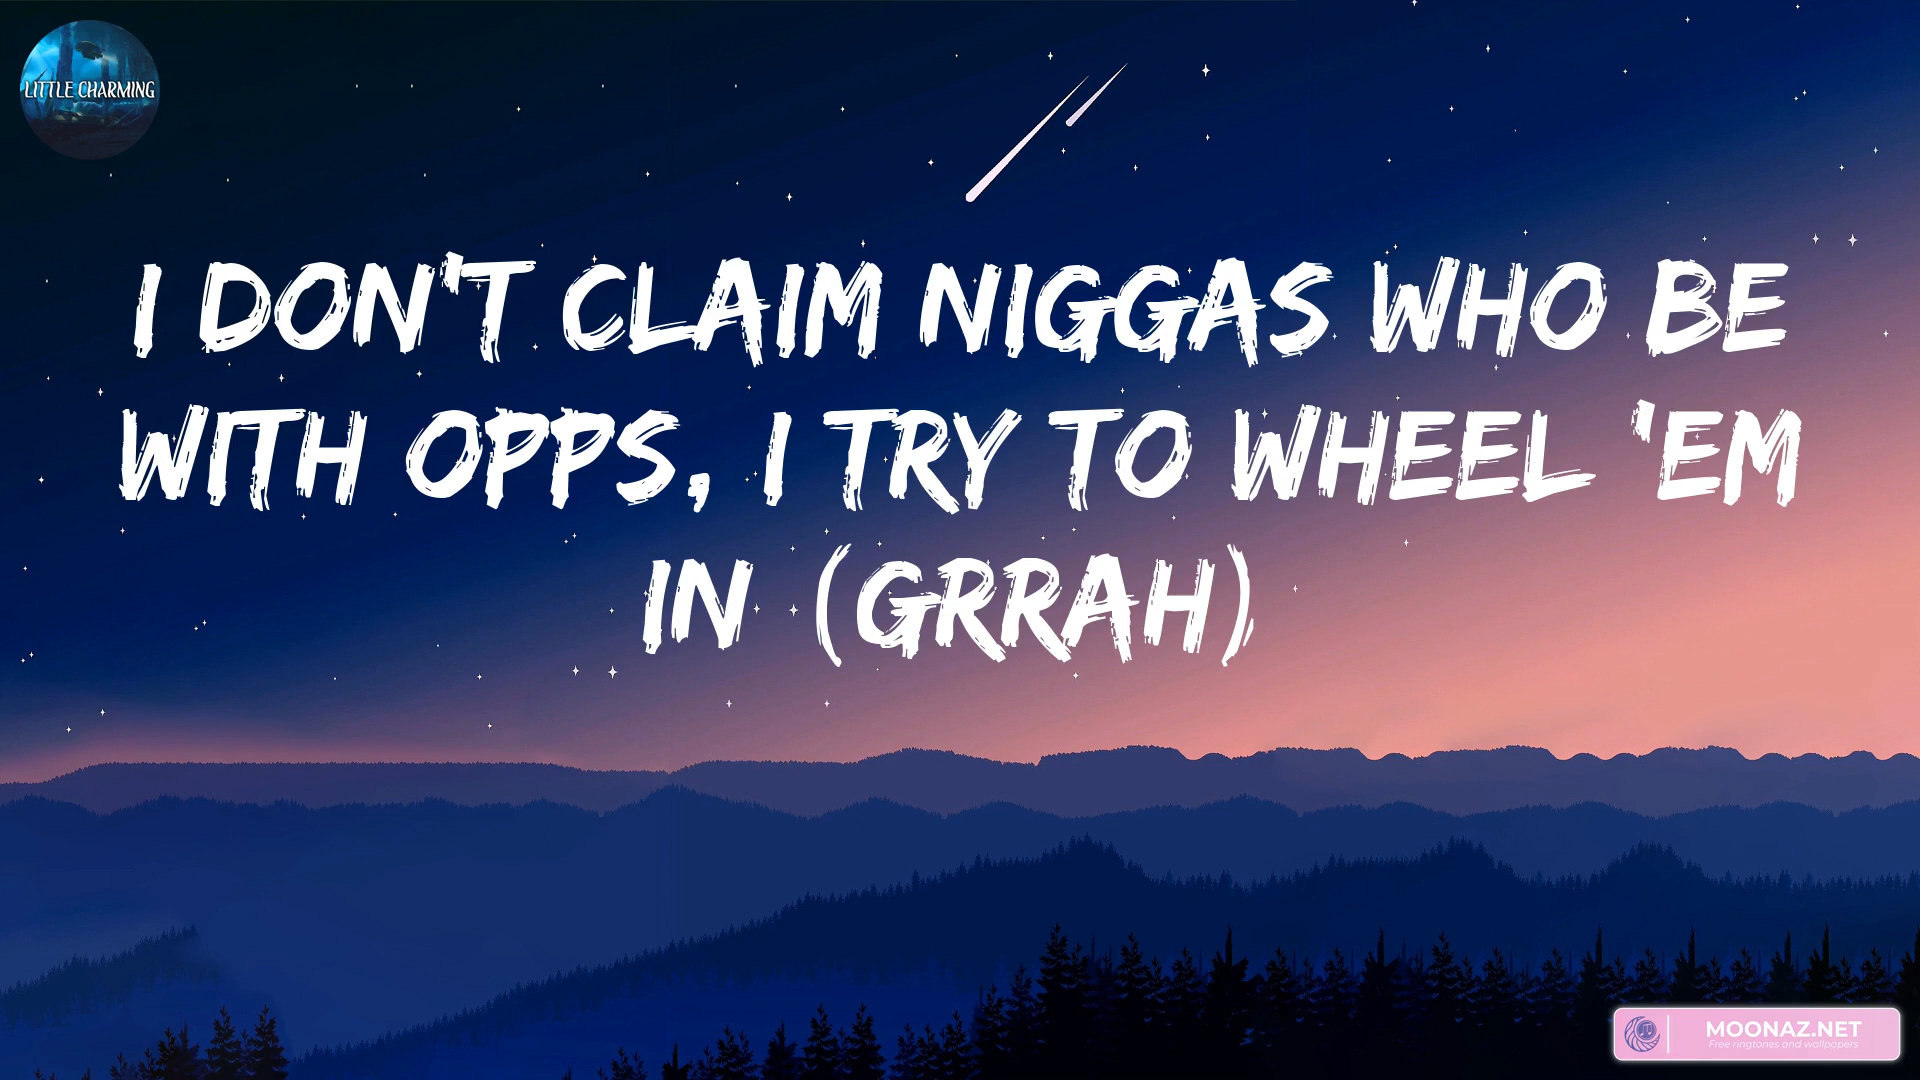 LITTLE CHARMING
I DON'T CLAIM NIGGAS WHO BE
WITH OPPS, I TRY TO WHEEL 'EM
IN (GRRAH)
MOONAZ.NET
Free ringtones and wallpapers